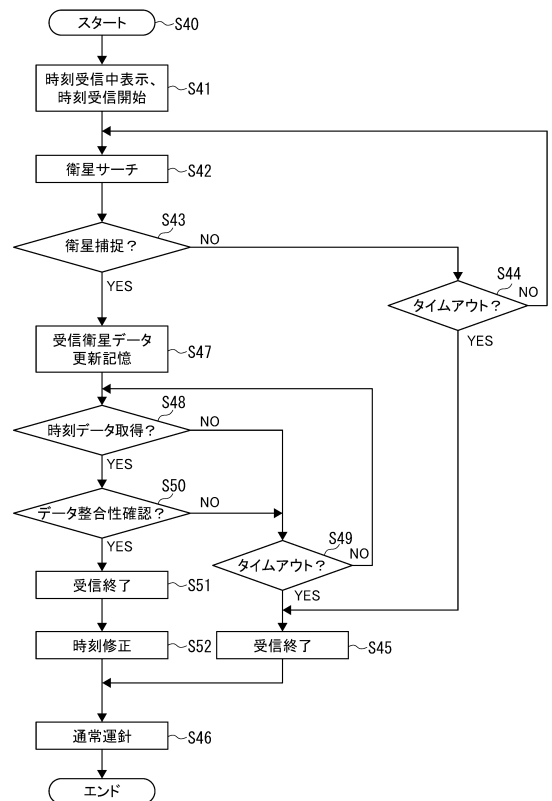 スタート
S40
時刻受信中表示、
時刻受信開始
S41
衛星サーチ
S42
衛星捕捉？
S43
NO
YES
タイムアウト？
S44
NO
YES
受信衛星データ
更新記憶
S47
時刻データ取得？
S48
NO
YES
データ整合性確認？
S50
NO
YES
タイムアウト？
S49
NO
YES
受信終了
S51
時刻修正
S52
受信終了
S45
通常運針
S46
エンド